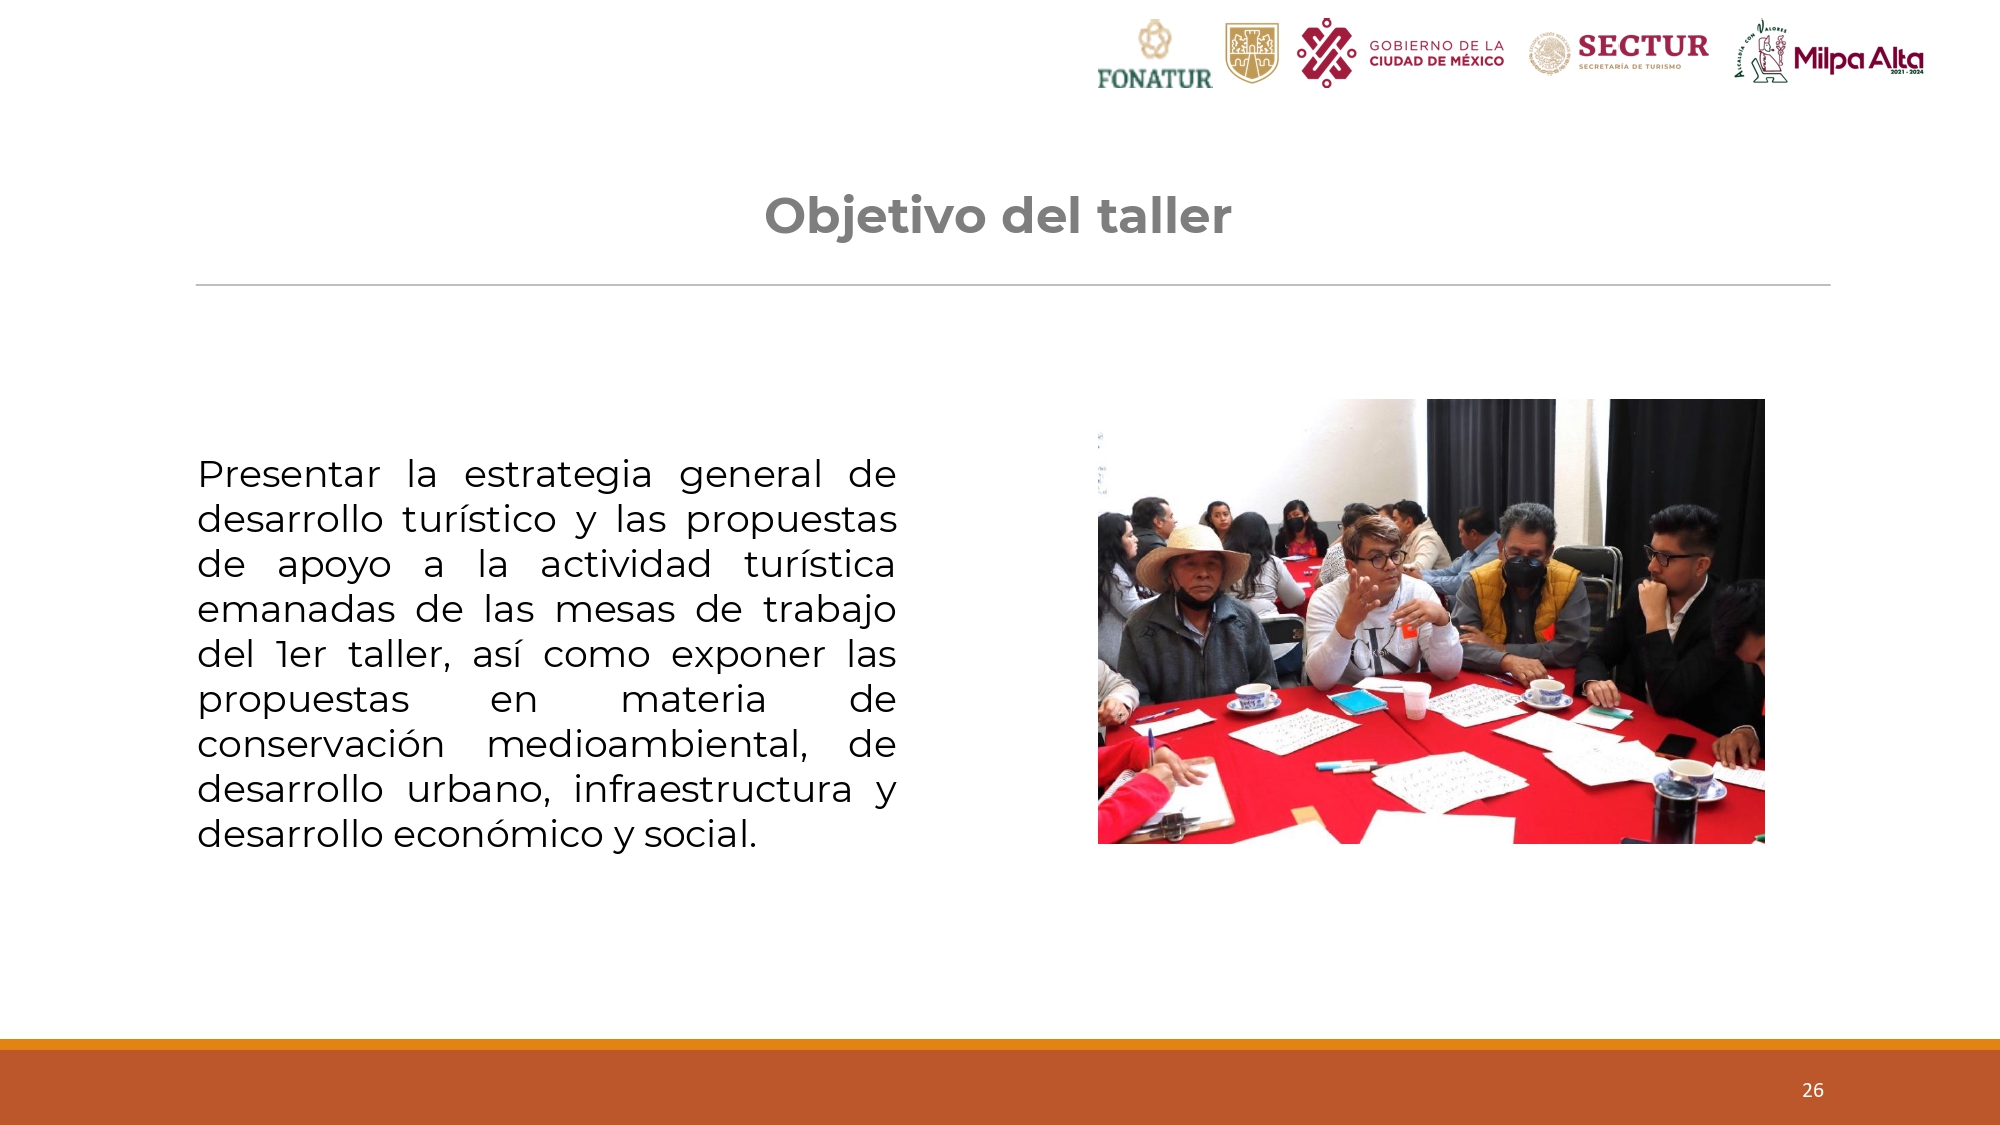 FONATUR
GOBIERNO DE LA
CIUDAD DE MÉXICO
SECTUR
SECRETARÍA DE TURISMO
ALCALDÍA CON VALORES
Milpa Alta
2021 - 2024
Objetivo del taller
Presentar la estrategia general de
desarrollo turístico y las propuestas
de apoyo a la actividad turística
emanadas de las mesas de trabajo
del 1er taller, así como exponer las
propuestas en materia de
conservación medioambiental, de
desarrollo urbano, infraestructura y
desarrollo económico y social.
26